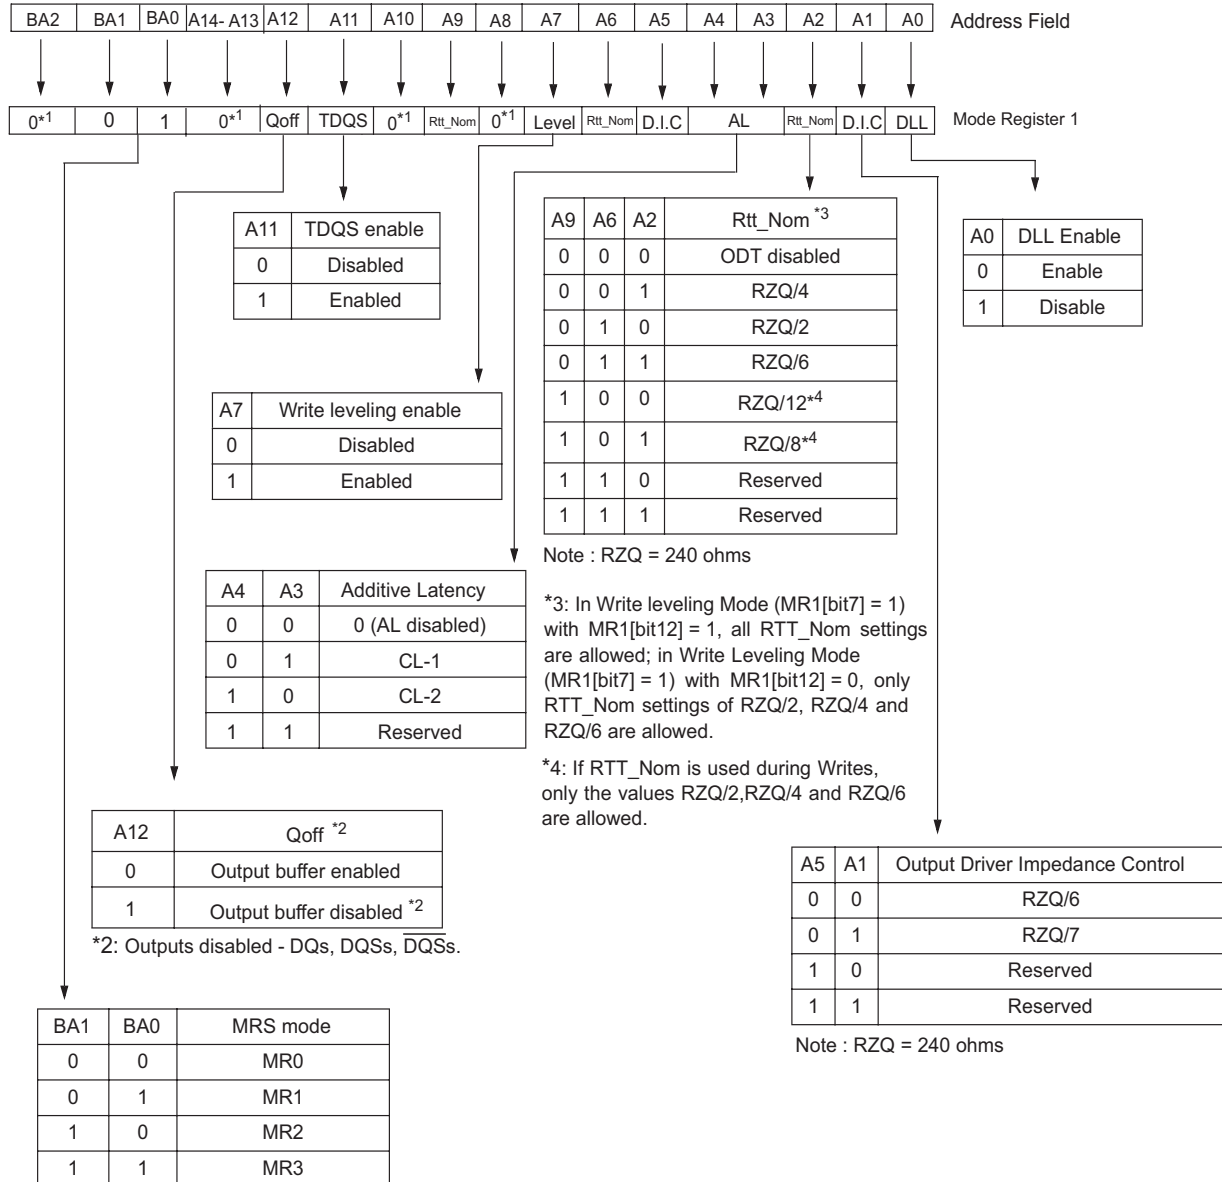 BA2 BA1 BA0 A14- A13 A12 A11 A10 A9 A8 A7 A6 A5 A4 A3 A2 A1 A0 Address Field
0*1 0 1 0*1 Qoff TDQS 0*1 Rtt_Nom 0*1 Level Rtt_Nom D.I.C AL Rtt_Nom D.I.C DLL Mode Register 1
A11 TDQS enable
0 Disabled
1 Enabled
A9 A6 A2 Rtt_Nom *3
0 0 0 ODT disabled
0 0 1 RZQ/4
0 1 0 RZQ/2
0 1 1 RZQ/6
1 0 0 RZQ/12*4
1 0 1 RZQ/8*4
1 1 0 Reserved
1 1 1 Reserved
Note : RZQ = 240 ohms
A0 DLL Enable
0 Enable
1 Disable
A7 Write leveling enable
0 Disabled
1 Enabled
A4 A3 Additive Latency
0 0 0 (AL disabled)
0 1 CL-1
1 0 CL-2
1 1 Reserved
*3: In Write leveling Mode (MR1[bit7] = 1)
with MR1[bit12] = 1, all RTT_Nom settings
are allowed; in Write Leveling Mode
(MR1[bit7] = 1) with MR1[bit12] = 0, only
RTT_Nom settings of RZQ/2, RZQ/4 and
RZQ/6 are allowed.
*4: If RTT_Nom is used during Writes,
only the values RZQ/2,RZQ/4 and RZQ/6
are allowed.
A12 Qoff *2
0 Output buffer enabled
1 Output buffer disabled *2
*2: Outputs disabled - DQs, DQSs, D̅Q̅S̅s.
A5 A1 Output Driver Impedance Control
0 0 RZQ/6
0 1 RZQ/7
1 0 Reserved
1 1 Reserved
Note : RZQ = 240 ohms
BA1 BA0 MRS mode
0 0 MR0
0 1 MR1
1 0 MR2
1 1 MR3